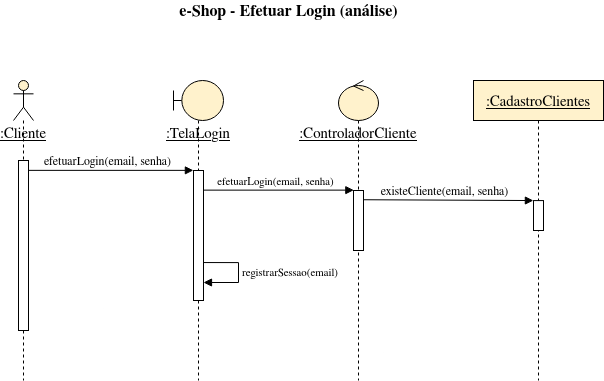 e-Shop - Efetuar Login (análise)
:Cliente
:TelaLogin
:ControladorCliente
:CadastroClientes
efetuarLogin(email, senha)
efetuarLogin(email, senha)
existeCliente(email, senha)
registrarSessao(email)